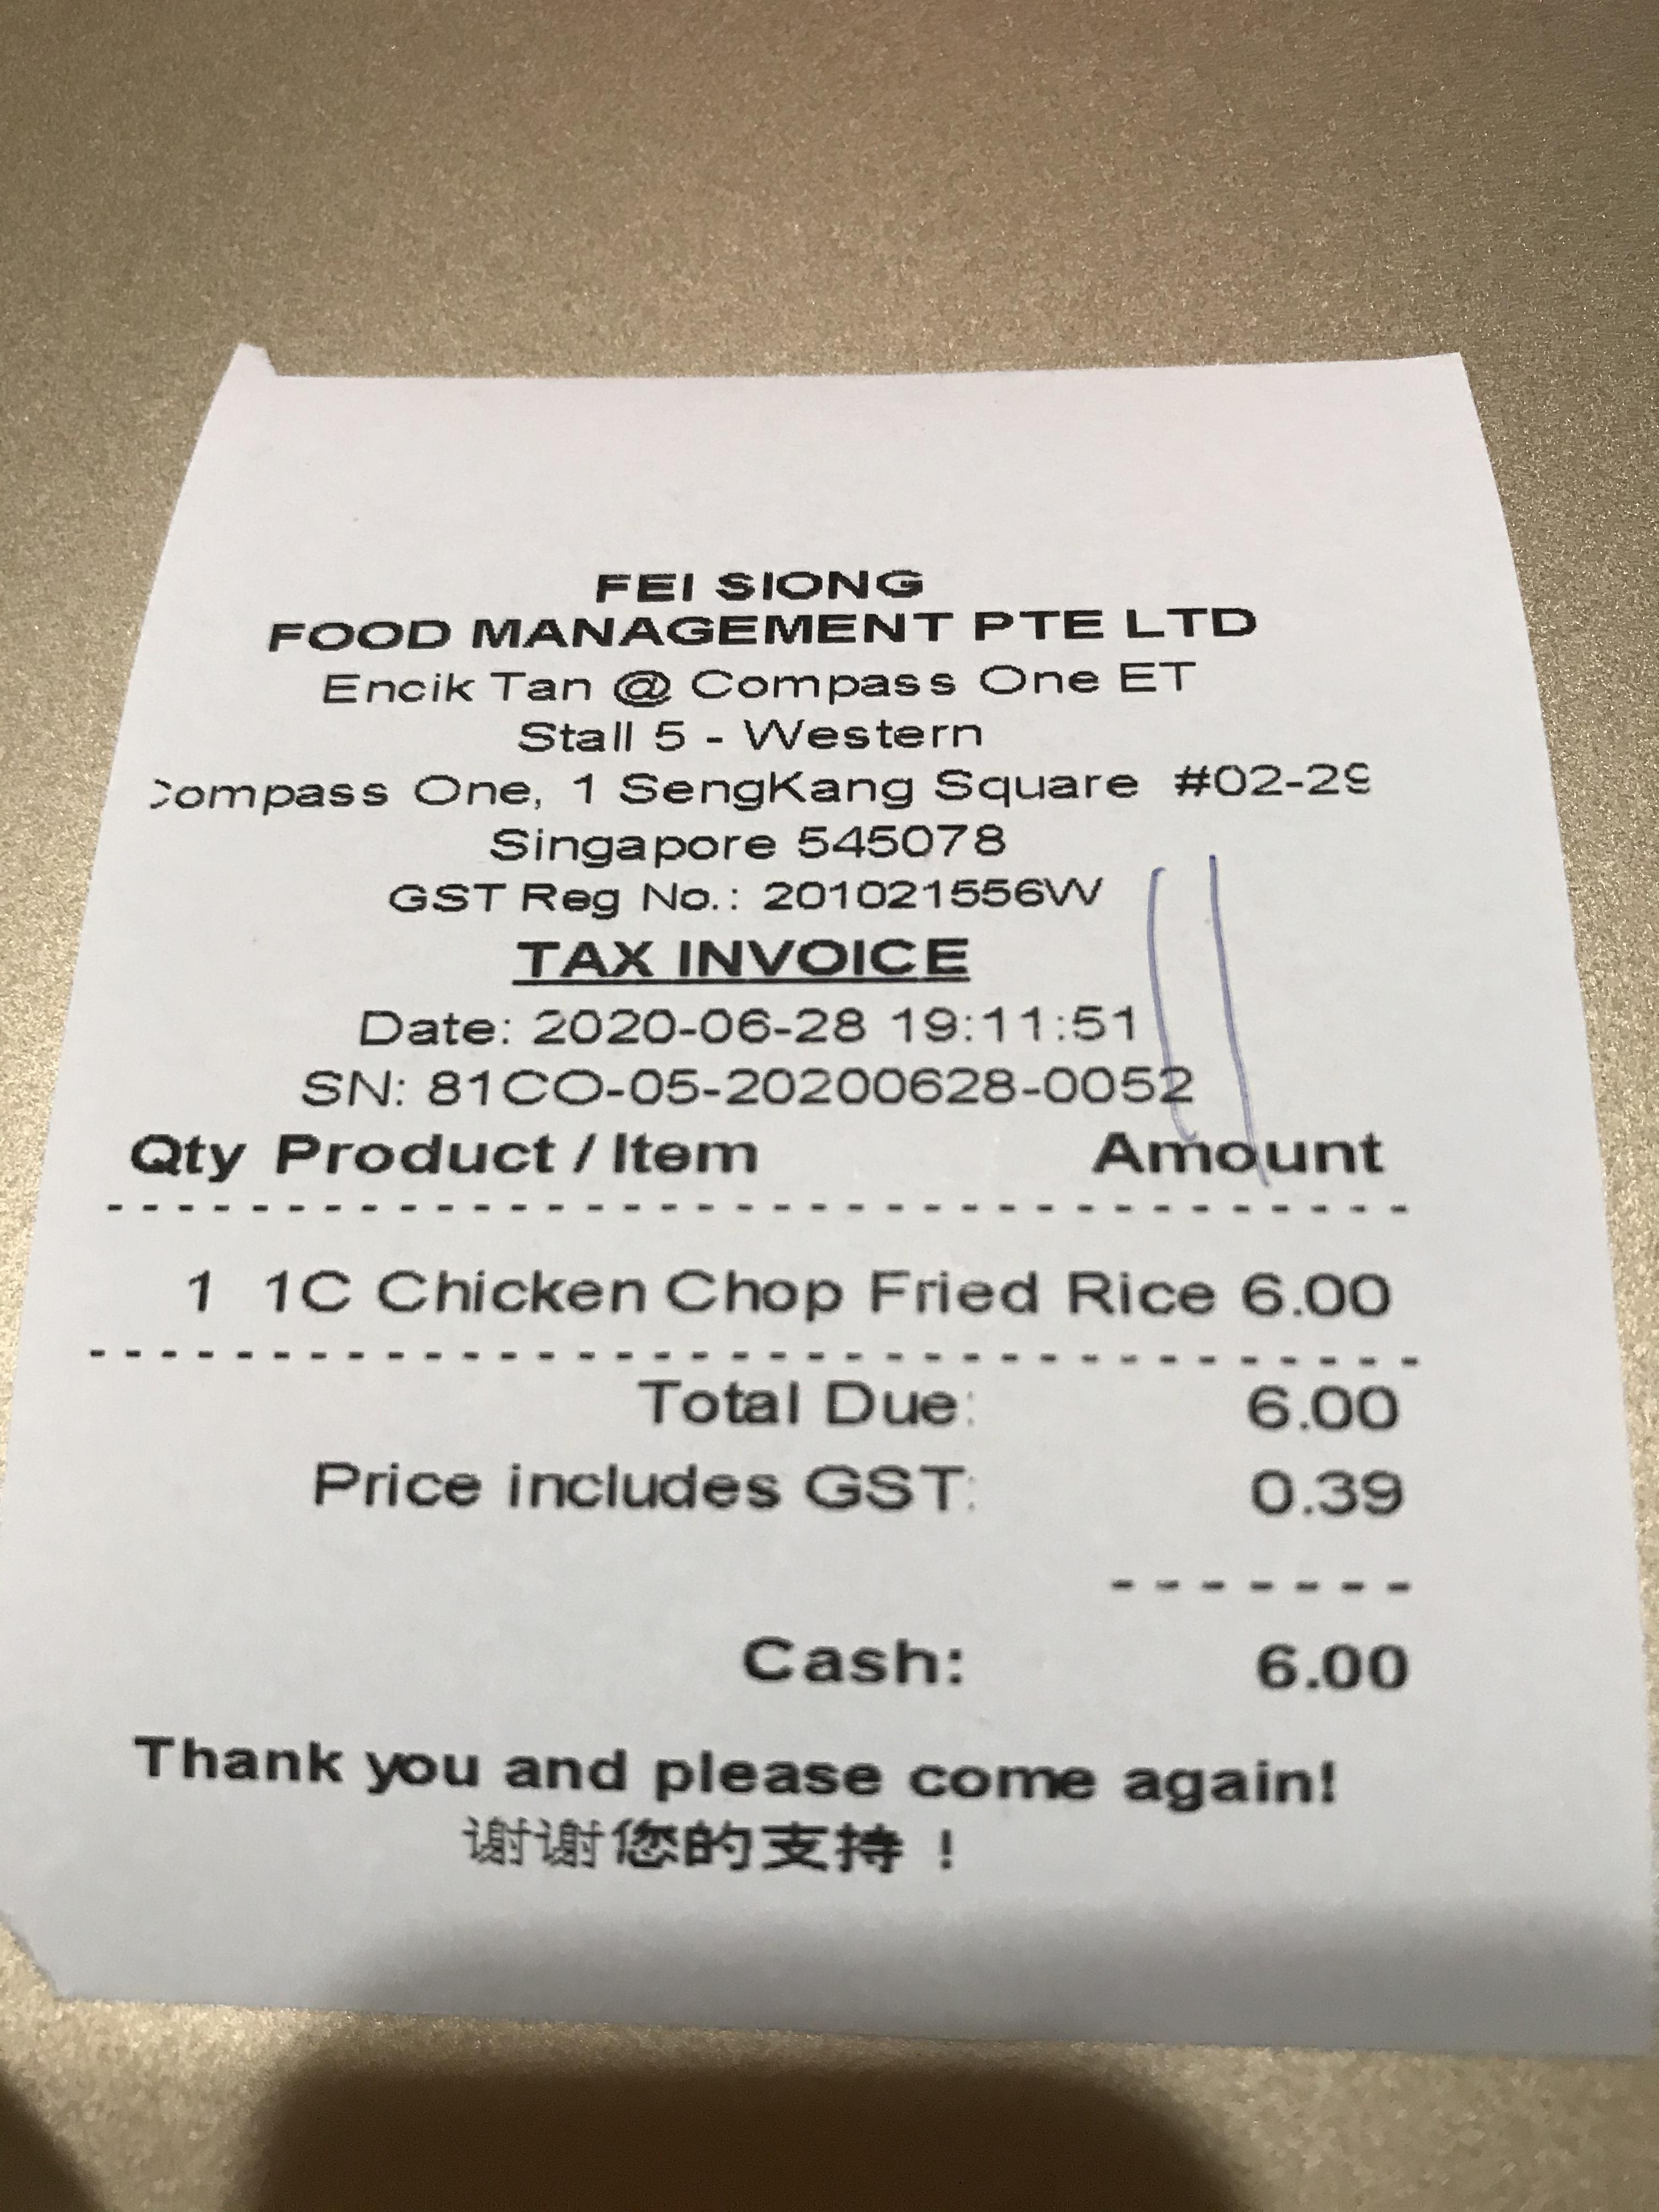 FEI SIONG
FOOD MANAGEMENT PTE LTD
Encik Tan @ Compass One ET
Stall 5 - Western
Compass One, 1 SengKang Square #02-29
Singapore 545078
GST Reg No.: 201021556W
TAX INVOICE
Date: 2020-06-28 19:11:51
SN: 81CO-05-20200628-0052
Qty Product / Item Amount
1 1C Chicken Chop Fried Rice 6.00
Total Due: 6.00
Price includes GST: 0.39
Cash: 6.00
Thank you and please come again!
谢谢您的支持！